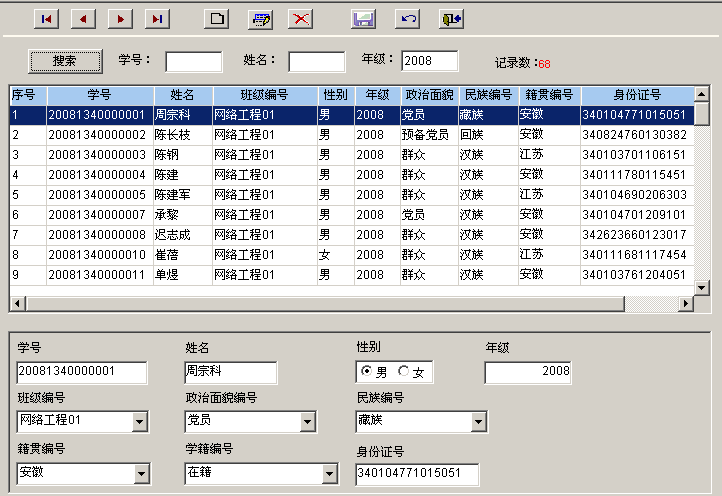 搜索 学号： 姓名： 年级： 2008 记录数:68
序号 学号 姓名 班级编号 性别 年级 政治面貌 民族编号 籍贯编号 身份证号
1 20081340000001 周宗科 网络工程01 男 2008 党员 藏族 安徽 340104771015051
2 20081340000002 陈长枝 网络工程01 男 2008 预备党员 回族 安徽 340824760130382
3 20081340000003 陈钢 网络工程01 男 2008 群众 汉族 江苏 340103701106151
4 20081340000004 陈建 网络工程01 男 2008 群众 汉族 安徽 340111780115451
5 20081340000005 陈建军 网络工程01 男 2008 群众 汉族 江苏 340104690206303
6 20081340000007 承黎 网络工程01 男 2008 党员 汉族 安徽 340104701209101
7 20081340000008 迟志成 网络工程01 男 2008 群众 汉族 安徽 342623660123017
8 20081340000009 崔蓓 网络工程01 女 2008 群众 汉族 江苏 340111681117454
9 20081340000011 单煜 网络工程01 男 2008 群众 汉族 安徽 340103761204051
学号 姓名 性别 年级
20081340000001 周宗科 男 女 2008
班级编号 政治面貌编号 民族编号
网络工程01 党员 藏族
籍贯编号 学籍编号 身份证号
安徽 在籍 340104771015051